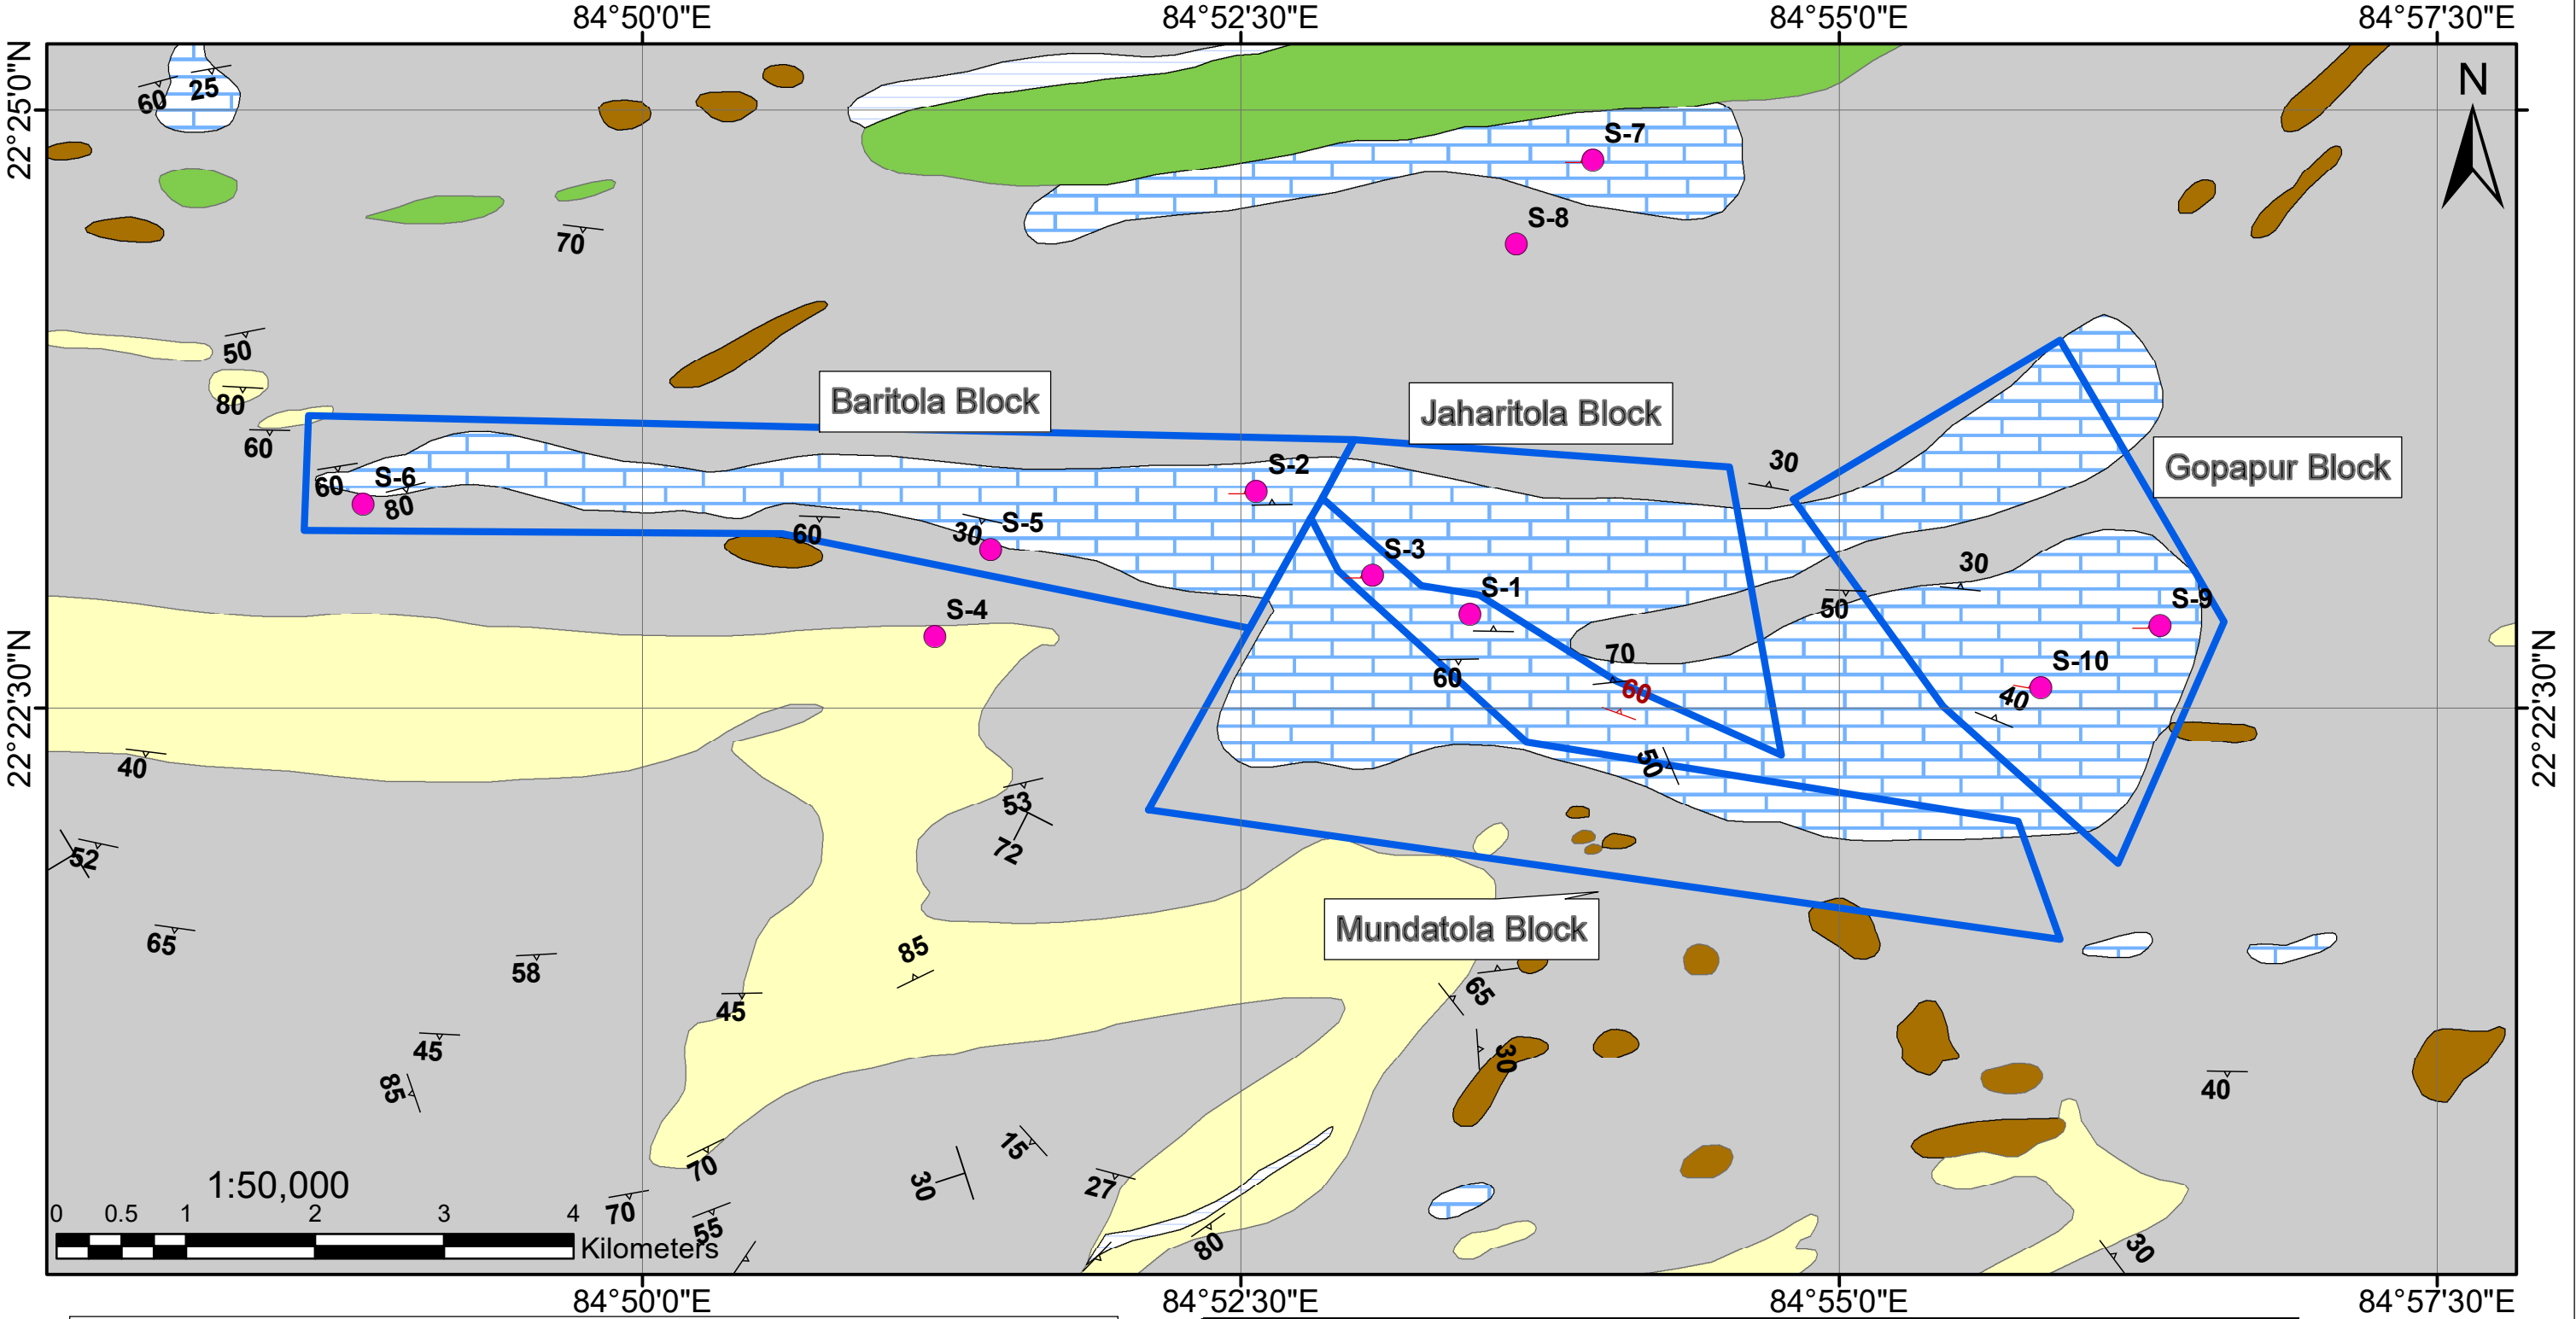 84°50'0"E 84°52'30"E 84°55'0"E 84°57'30"E
22°25'0"N
N
60 25
S-7
S-8
70
50
80
60
Baritola Block
Jaharitola Block
Gopapur Block
30
S-2
60 S-6
80
S-5
30
60
S-3
30
S-1
50
S-9
S-4
70
S-10
60
60
40
22°22'30"N 22°22'30"N
40
50
53
72
52
Mundatola Block
65
85
58
65
45
45
30
85
40
15
70
30
27
1:50,000
70
55
80
30
0 0.5 1 2 3 4
Kilometers
84°50'0"E 84°52'30"E 84°55'0"E 84°57'30"E